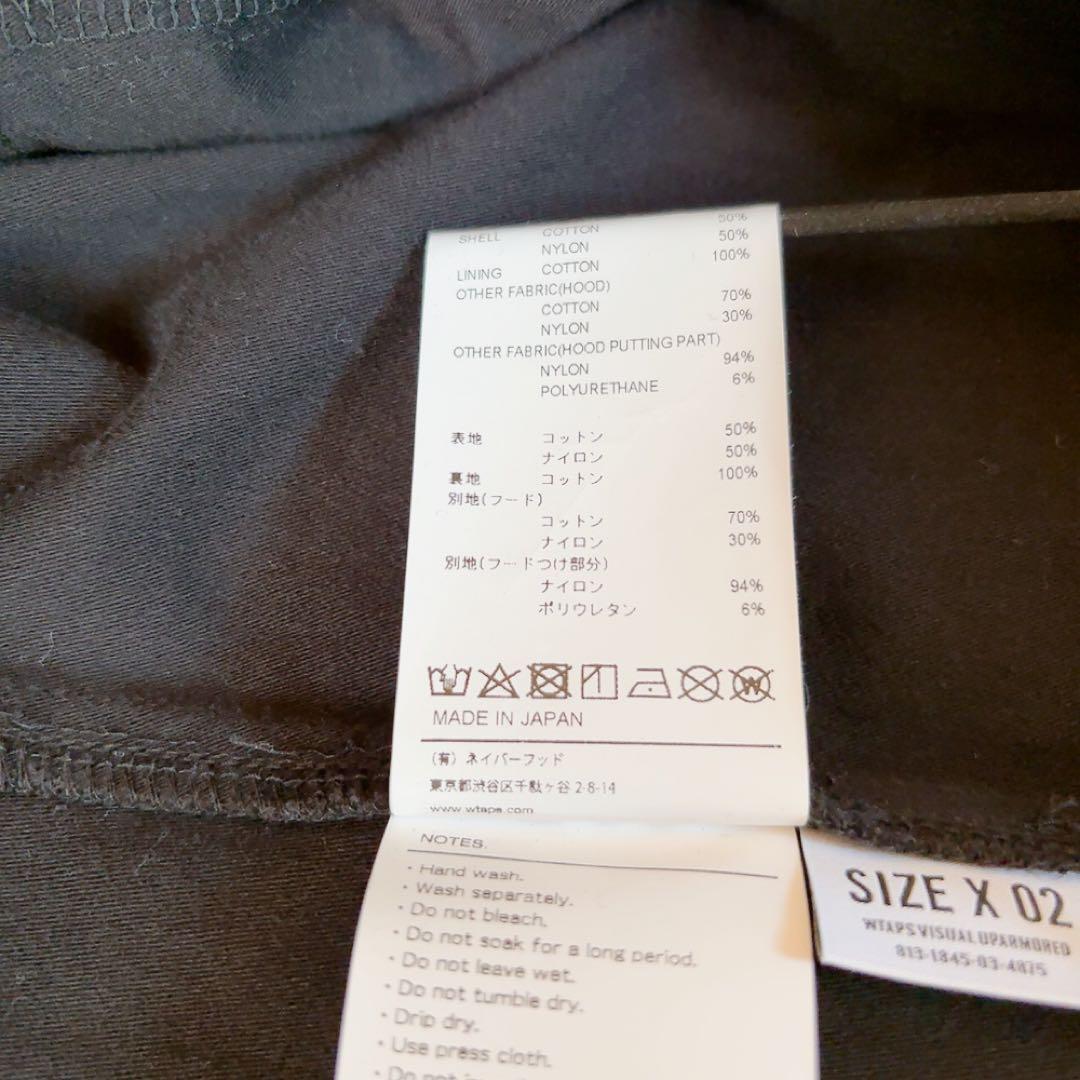 SHELL COTTON 50%
NYLON 50%
LINING COTTON 100%
OTHER FABRIC(HOOD)
COTTON 70%
NYLON 30%
OTHER FABRIC(HOOD PUTTING PART)
NYLON 94%
POLYURETHANE 6%
表地 コットン 50%
ナイロン 50%
裏地 コットン 100%
別地(フード)
コットン 70%
ナイロン 30%
別地(フードつけ部分)
ナイロン 94%
ポリウレタン 6%
MADE IN JAPAN
(有) ネイバーフッド
東京都渋谷区千駄ヶ谷 2-8-14
www.wtaps.com
NOTES.
・Hand wash.
・Wash separately.
・Do not bleach.
・Do not soak for a long period.
・Do not leave wet.
・Do not tumble dry.
・Drip dry.
・Use press cloth.
・Do not
SIZE X 02
WTAPSVISUALUPARMORED
813-1845-03-4875